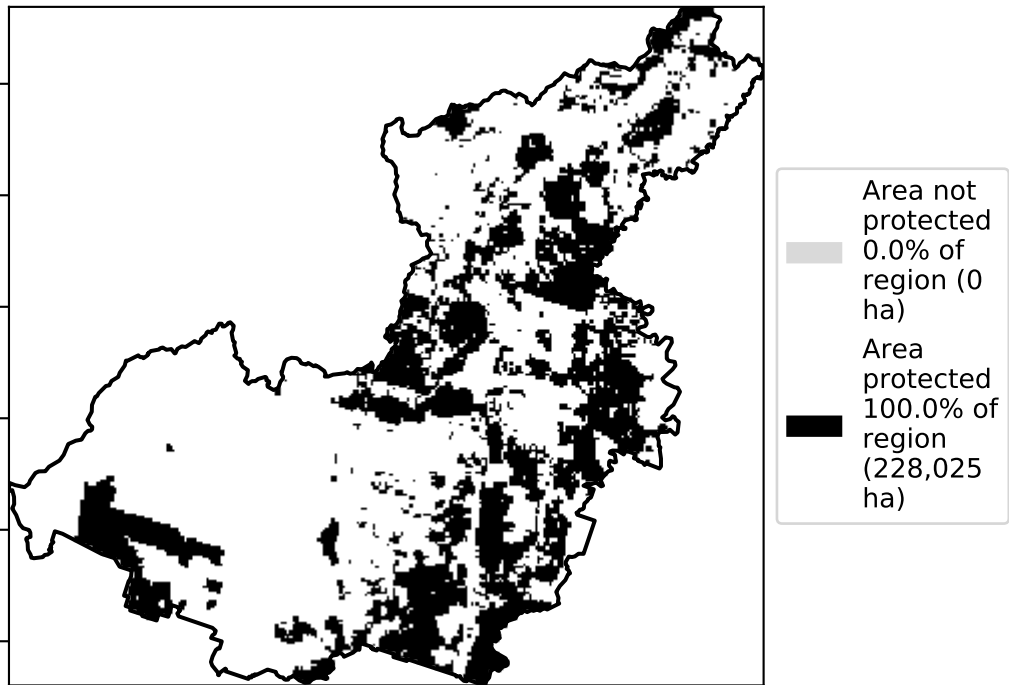 Area not
protected
0.0% of
region (0
ha)
Area
protected
100.0% of
region
(228,025
ha)